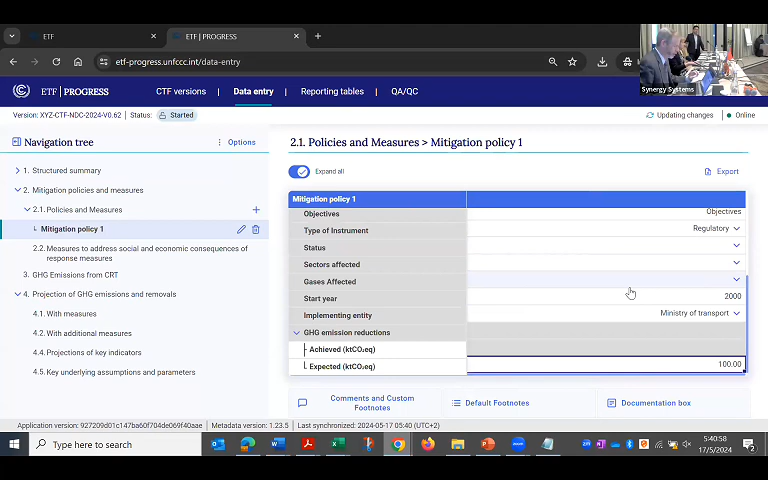 ETF
ETF | PROGRESS
etf-progress.unfccc.int/data-entry
Synergy Systems
ETF | PROGRESS
CTF versions
Data entry
Reporting tables
QA/QC
Version: XYZ-CTF-NDC-2024-V0.62
Status:
Started
Updating changes
Online
Navigation tree
Options
1. Structured summary
2. Mitigation policies and measures
2.1. Policies and Measures
Mitigation policy 1
2.2. Measures to address social and economic consequences of
response measures
3. GHG Emissions from CRT
4. Projection of GHG emissions and removals
4.1. With measures
4.2. With additional measures
4.4. Projections of key indicators
4.5. Key underlying assumptions and parameters
2.1. Policies and Measures > Mitigation policy 1
Expand all
Export
Mitigation policy 1
Objectives
Objectives
Type of Instrument
Regulatory
Status
Sectors affected
Gases Affected
Start year
2000
Implementing entity
Ministry of transport
GHG emission reductions
Achieved (ktCO₂eq)
Expected (ktCO₂eq)
100.00
Comments and Custom
Footnotes
Default Footnotes
Documentation box
Application version: 927209d01c147ba60f704de069f40aae
Metadata version: 1.23.5
Last synchronized: 2024-05-17 05:40 (UTC+2)
Type here to search
5:40:58
17/5/2024